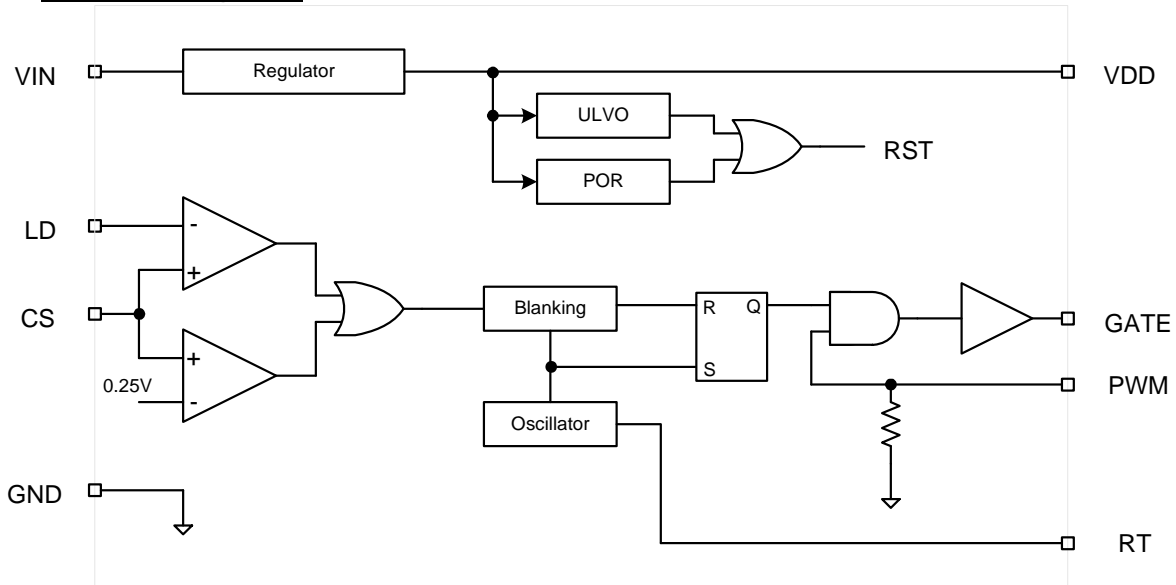 VIN
Regulator
VDD
ULVO
RST
POR
LD
-
+
CS
Blanking
R Q
GATE
+
S
PWM
0.25V
-
Oscillator
GND
RT